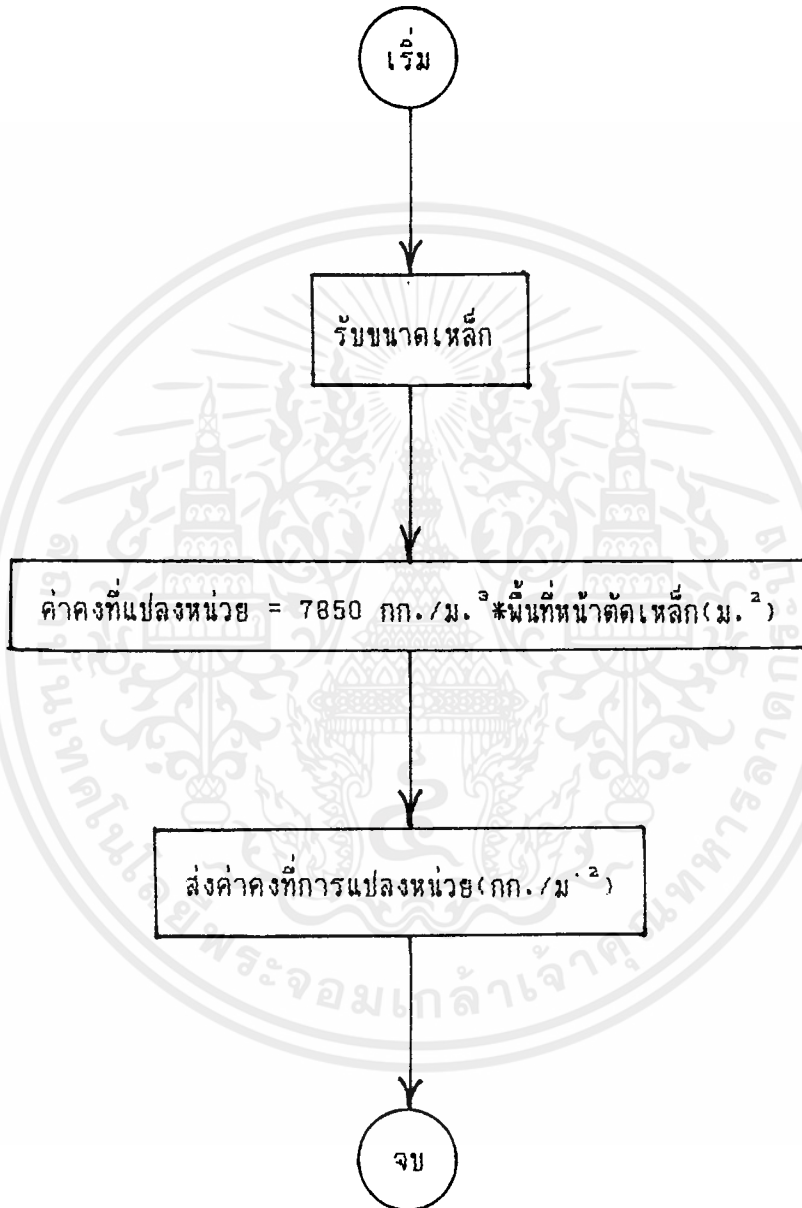 เริ่ม
รับขนาดเหล็ก
ค่าคงที่แปลงหน่วย = 7850 กก./ม.³*พื้นที่หน้าตัดเหล็ก(ม.²)
ส่งค่าคงที่การแปลงหน่วย(กก./ม.²)
จบ